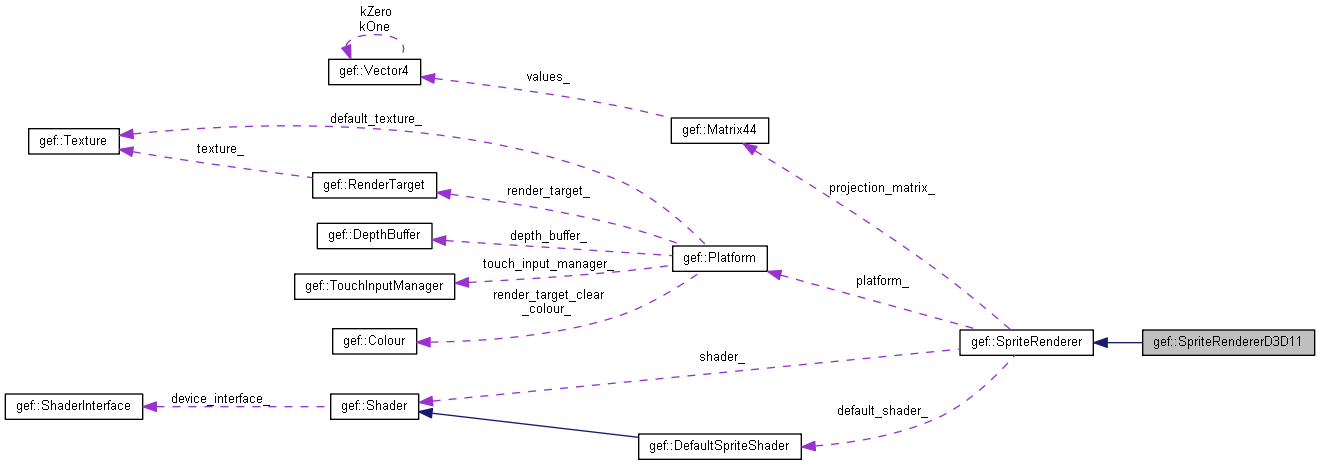 kZero
kOne
gef::Vector4
values_
gef::Matrix44
default_texture_
gef::Texture
texture_
gef::RenderTarget
render_target_
projection_matrix_
gef::DepthBuffer
depth_buffer_
gef::Platform
touch_input_manager_
gef::TouchInputManager
platform_
render_target_clear
_colour_
gef::Colour
gef::SpriteRenderer
gef::SpriteRendererD3D11
shader_
device_interface_
gef::ShaderInterface
gef::Shader
default_shader_
gef::DefaultSpriteShader